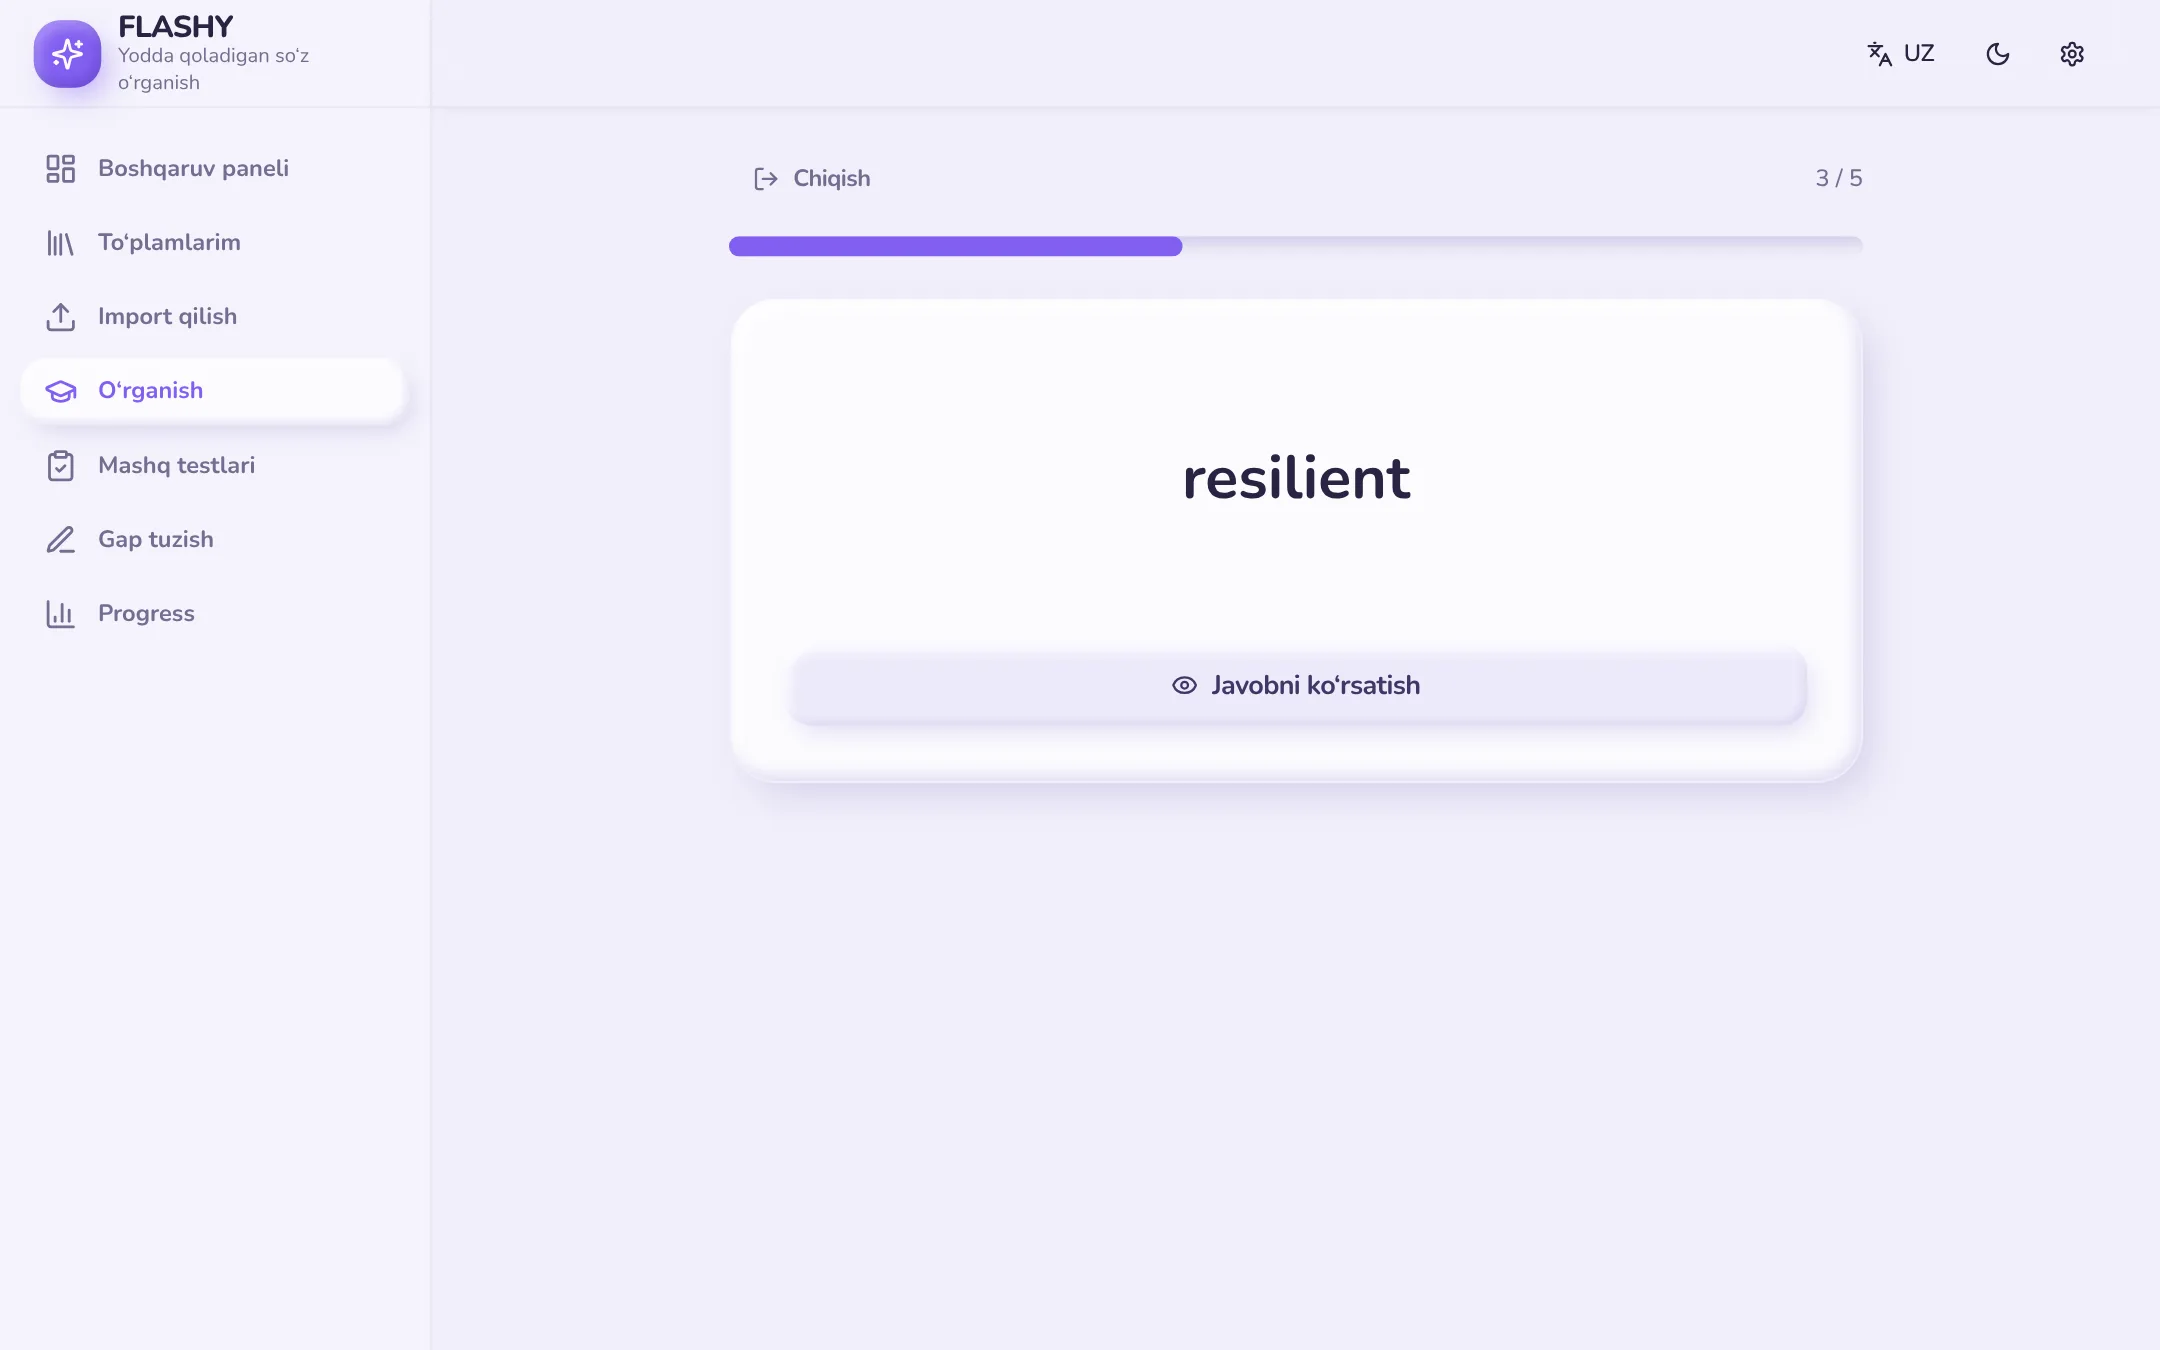 FLASHY
Yodda qoladigan so‘z
o‘rganish
UZ
Boshqaruv paneli
To‘plamlarim
Import qilish
O‘rganish
Mashq testlari
Gap tuzish
Progress
Chiqish
3 / 5
resilient
Javobni ko‘rsatish